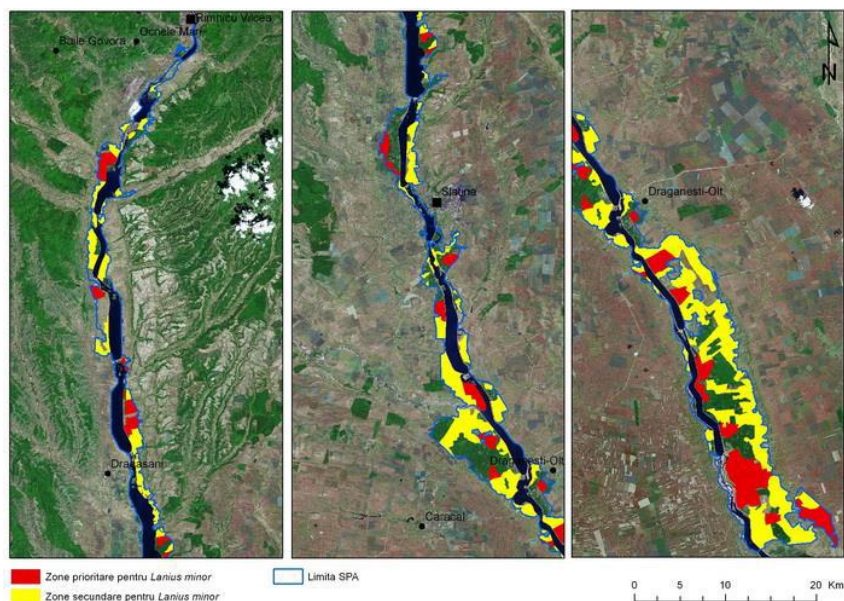 Rimnicu Vilcea
Ocnele Mari
Baile Govora
Dragasani
Slatina
Draganesti-Olt
Caracal
Draganesti-Olt
N
Zone prioritare pentru Lanius minor
Zone secundare pentru Lanius minor
Limita SPA
0 5 10 20 Km